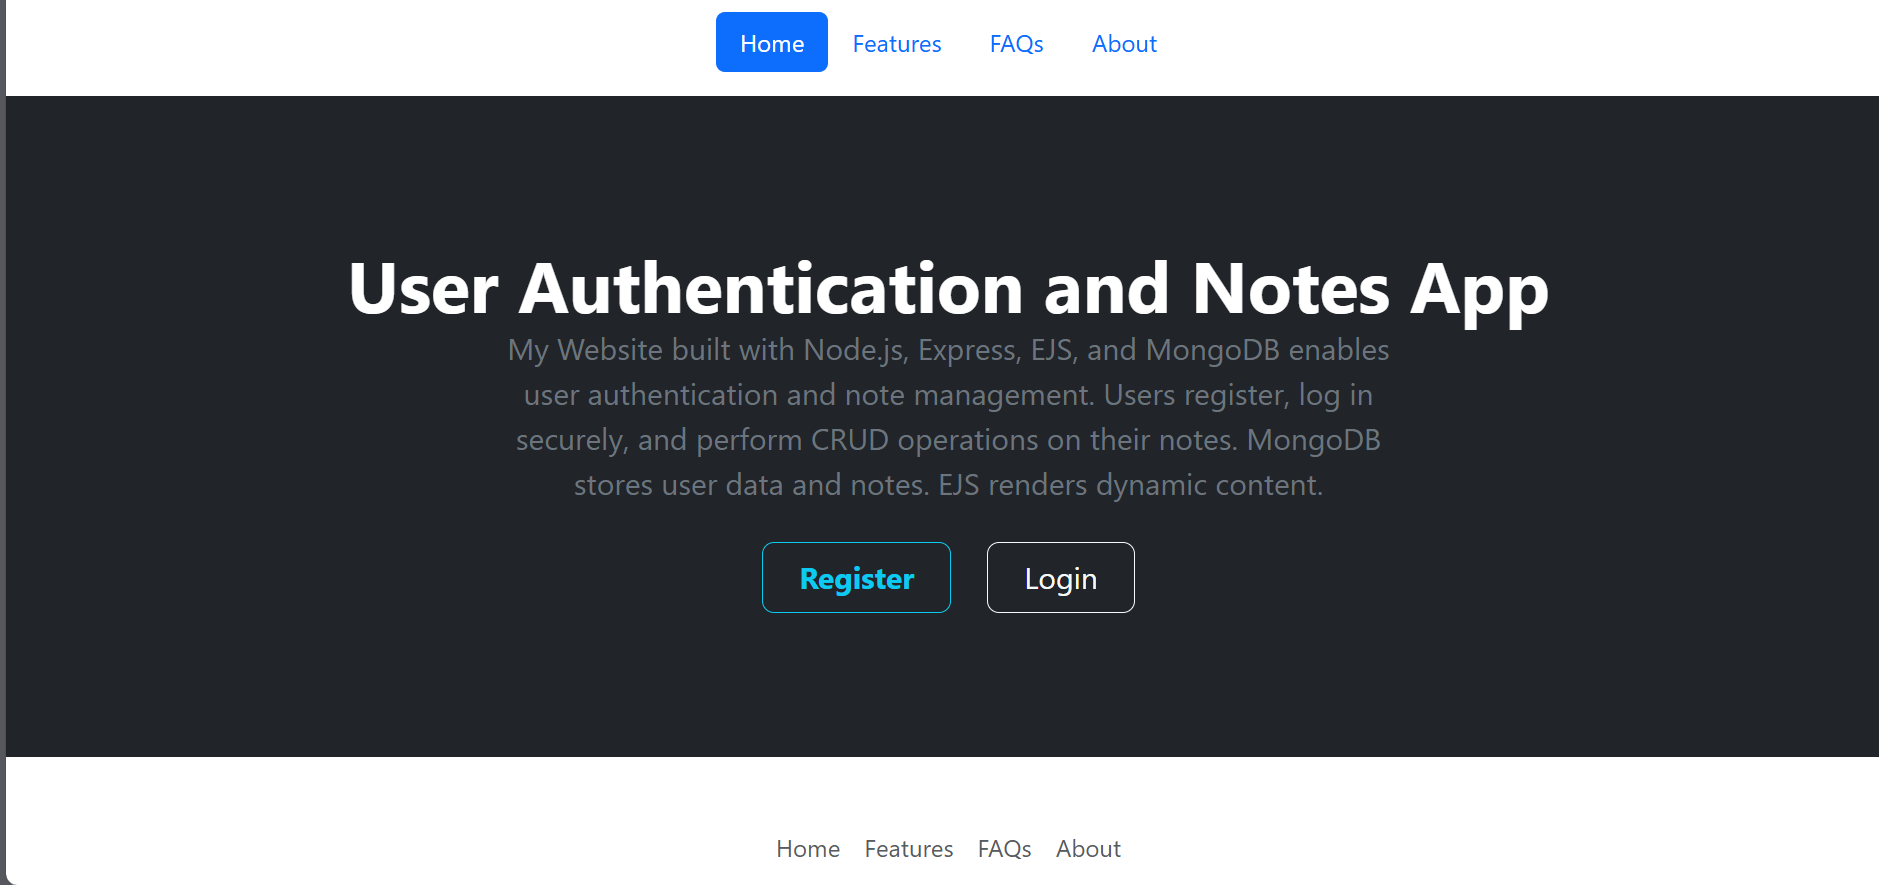 Home Features FAQs About
User Authentication and Notes App
My Website built with Node.js, Express, EJS, and MongoDB enables
user authentication and note management. Users register, log in
securely, and perform CRUD operations on their notes. MongoDB
stores user data and notes. EJS renders dynamic content.
Register Login
Home Features FAQs About